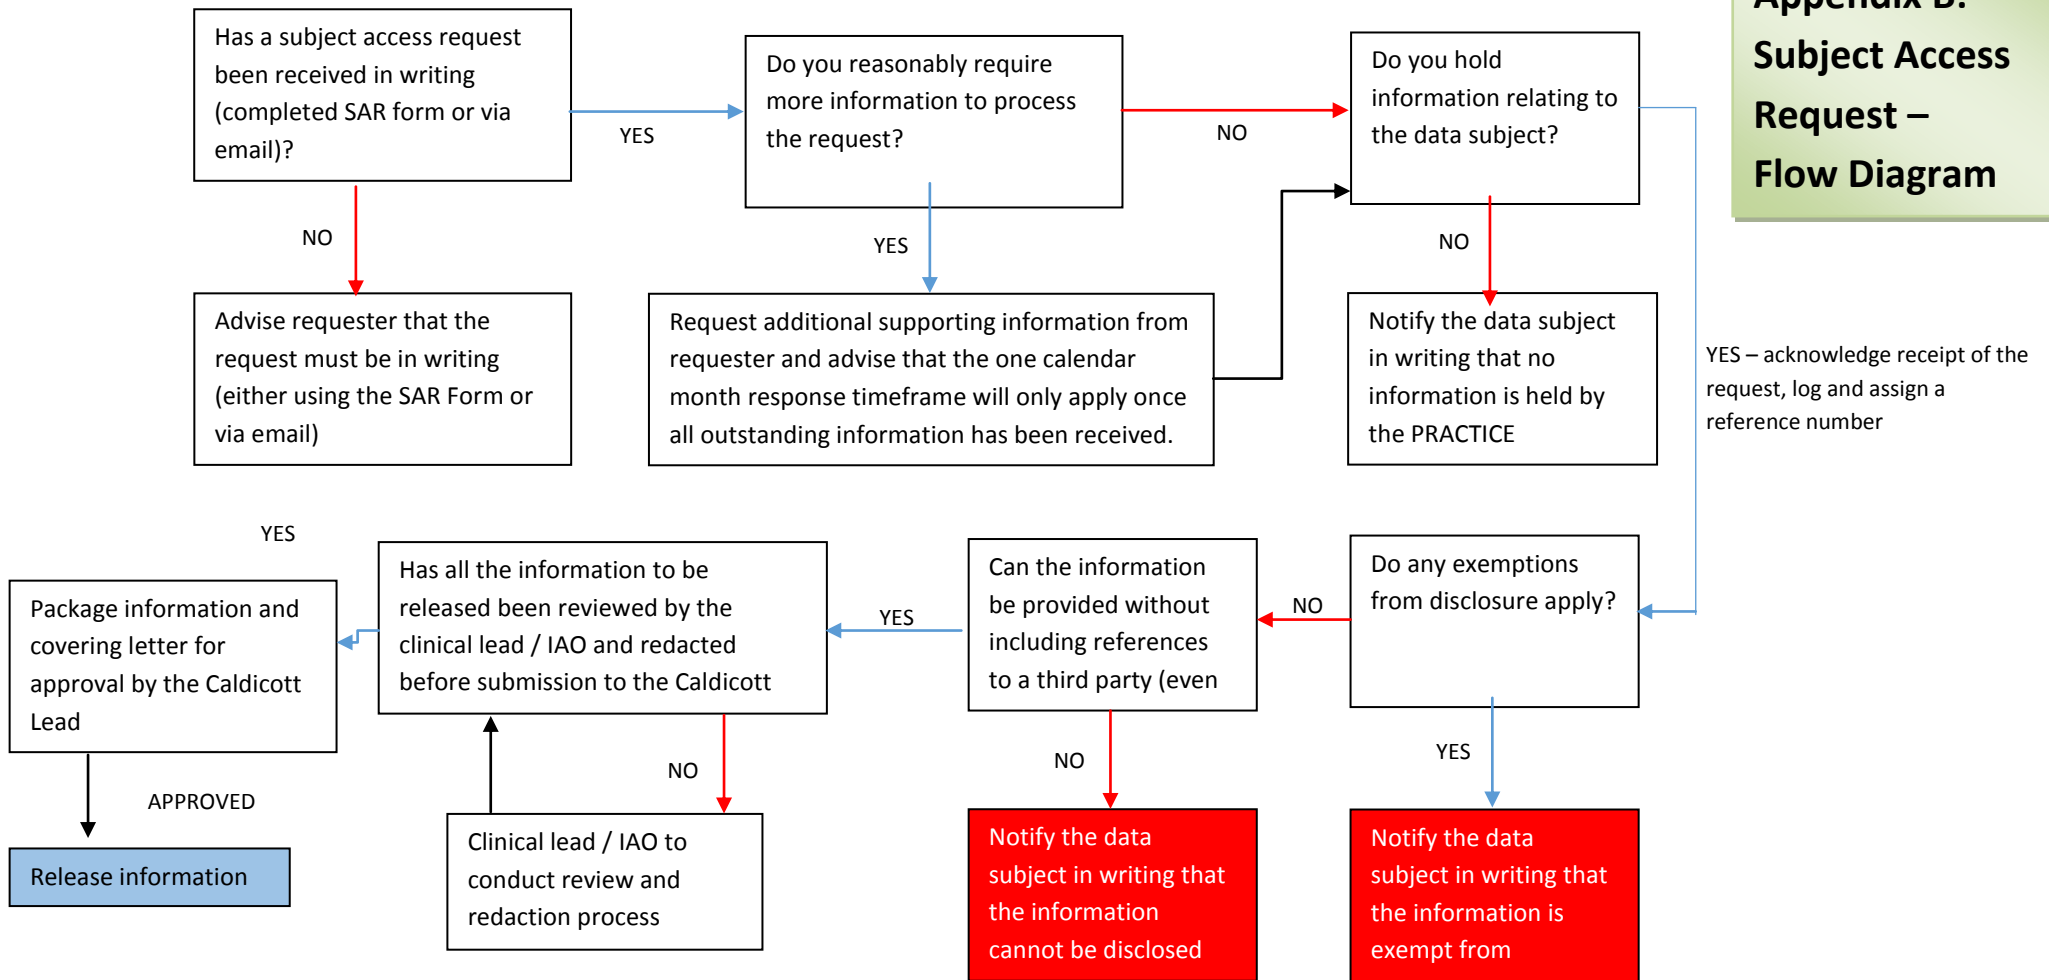 Appendix B:
Subject Access
Request –
Flow Diagram
Has a subject access request
been received in writing
(completed SAR form or via
email)?
YES
Do you reasonably require
more information to process
the request?
NO
Do you hold
information relating to
the data subject?
NO
YES
NO
Advise requester that the
request must be in writing
(either using the SAR Form or
via email)
Request additional supporting information from
requester and advise that the one calendar
month response timeframe will only apply once
all outstanding information has been received.
Notify the data subject
in writing that no
information is held by
the PRACTICE
YES – acknowledge receipt of the
request, log and assign a
reference number
YES
Package information and
covering letter for
approval by the Caldicott
Lead
Has all the information to be
released been reviewed by the
clinical lead / IAO and redacted
before submission to the Caldicott
YES
Can the information
be provided without
including references
to a third party (even
NO
Do any exemptions
from disclosure apply?
APPROVED
NO
NO
YES
Release information
Clinical lead / IAO to
conduct review and
redaction process
Notify the data
subject in writing that
the information
cannot be disclosed
Notify the data
subject in writing that
the information is
exempt from